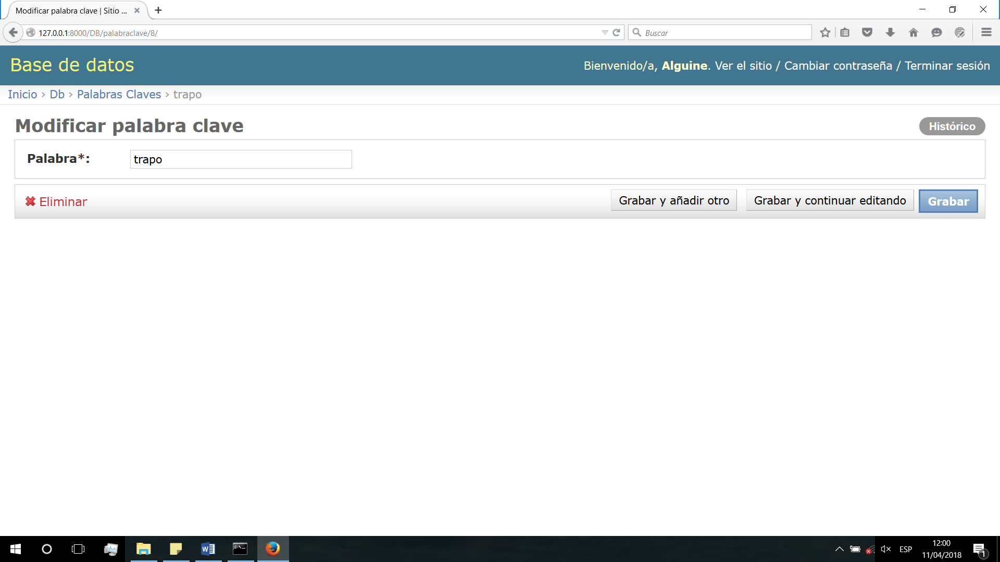 Modificar palabra clave | Sitio ...
127.0.0.1:8000/DB/palabraclave/8/
Buscar
Base de datos
Bienvenido/a, Alguine. Ver el sitio / Cambiar contraseña / Terminar sesión
Inicio › Db › Palabras Claves › trapo
Modificar palabra clave
Histórico
Palabra*:
trapo
Eliminar
Grabar y añadir otro
Grabar y continuar editando
Grabar
ESP
12:00
11/04/2018
1